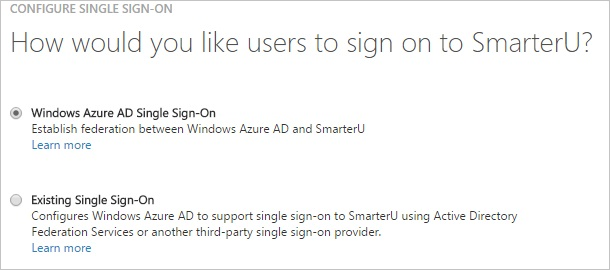 CONFIGURE SINGLE SIGN-ON
How would you like users to sign on to SmarterU?
Windows Azure AD Single Sign-On
Establish federation between Windows Azure AD and SmarterU
Learn more
Existing Single Sign-On
Configures Windows Azure AD to support single sign-on to SmarterU using Active Directory
Federation Services or another third-party single sign-on provider.
Learn more